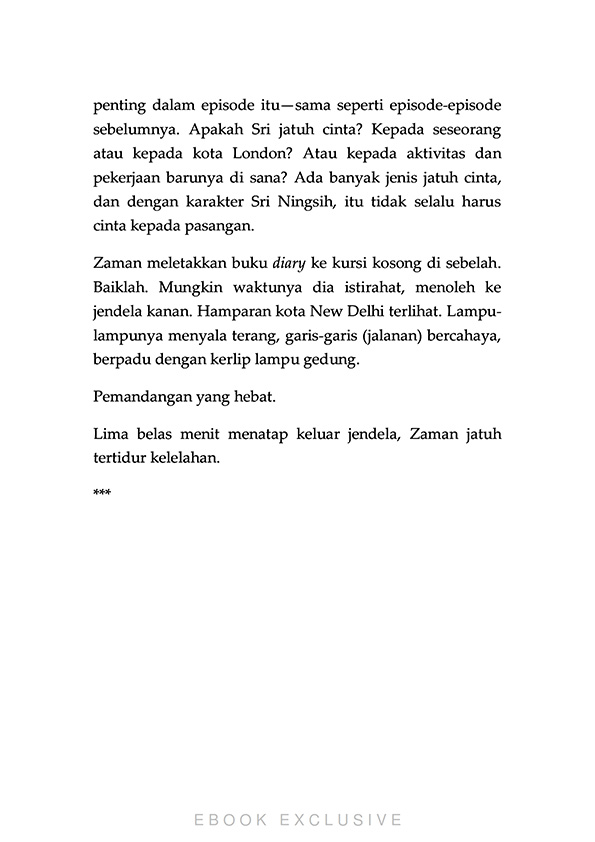 penting dalam episode itu—sama seperti episode-episode
sebelumnya. Apakah Sri jatuh cinta? Kepada seseorang
atau kepada kota London? Atau kepada aktivitas dan
pekerjaan barunya di sana? Ada banyak jenis jatuh cinta,
dan dengan karakter Sri Ningsih, itu tidak selalu harus
cinta kepada pasangan.
Zaman meletakkan buku diary ke kursi kosong di sebelah.
Baiklah. Mungkin waktunya dia istirahat, menoleh ke
jendela kanan. Hamparan kota New Delhi terlihat. Lampu-
lampunya menyala terang, garis-garis (jalanan) bercahaya,
berpadu dengan kerlip lampu gedung.
Pemandangan yang hebat.
Lima belas menit menatap keluar jendela, Zaman jatuh
tertidur kelelahan.
***
EBOOK EXCLUSIVE